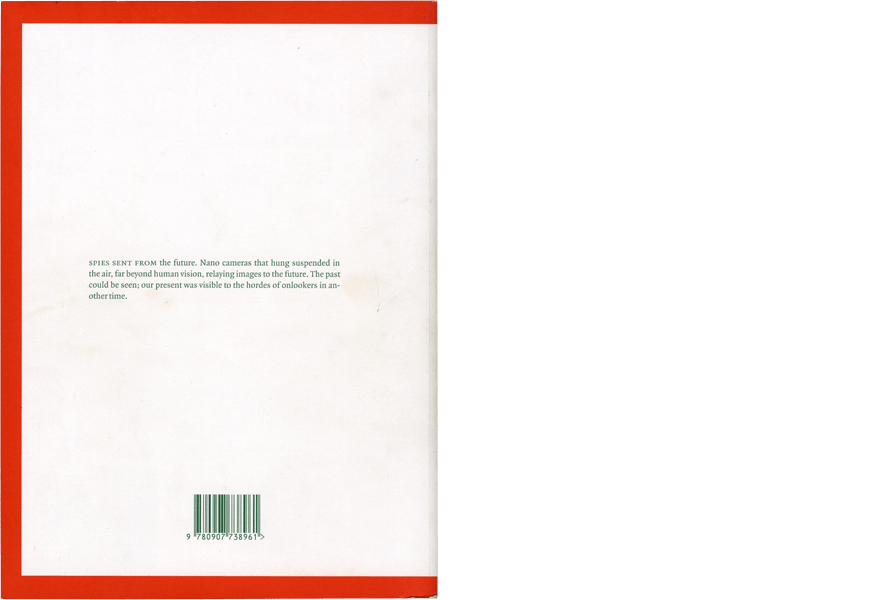 SPIES SENT FROM the future. Nano cameras that hung suspended in
the air, far beyond human vision, relaying images to the future. The past
could be seen; our present was visible to the hordes of onlookers in an-
other time.
9 780907 738961 >